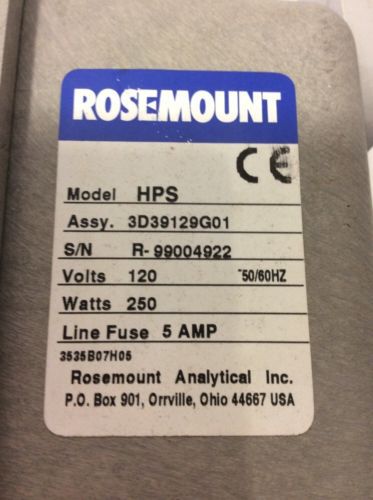 ROSEMOUNT
CE
Model HPS
Assy. 3D39129G01
S/N R-99004922
Volts 120 ~50/60HZ
Watts 250
Line Fuse 5 AMP
3535B07H05
Rosemount Analytical Inc.
P.O. Box 901, Orrville, Ohio 44667 USA